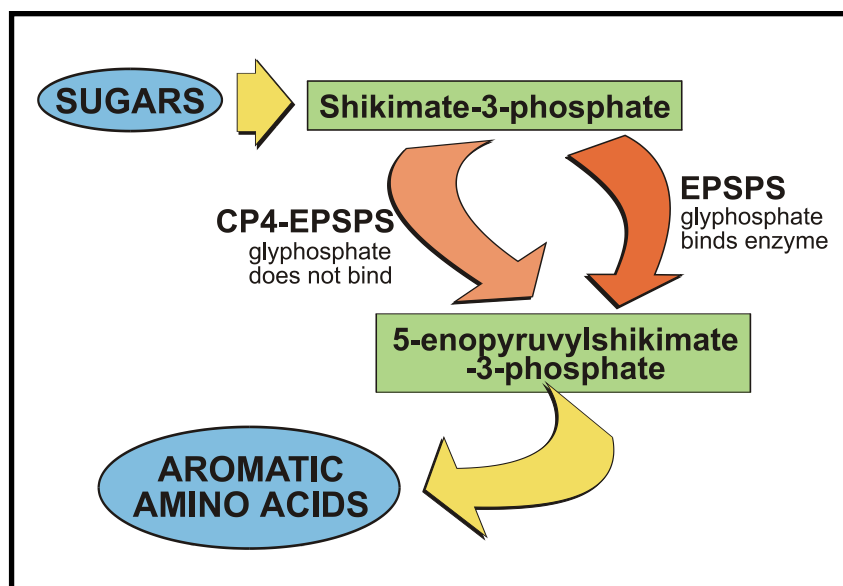 SUGARS
Shikimate-3-phosphate
CP4-EPSPS
glyphosphate
does not bind
EPSPS
glyphosphate
binds enzyme
5-enopyruvylshikimate
-3-phosphate
AROMATIC
AMINO ACIDS